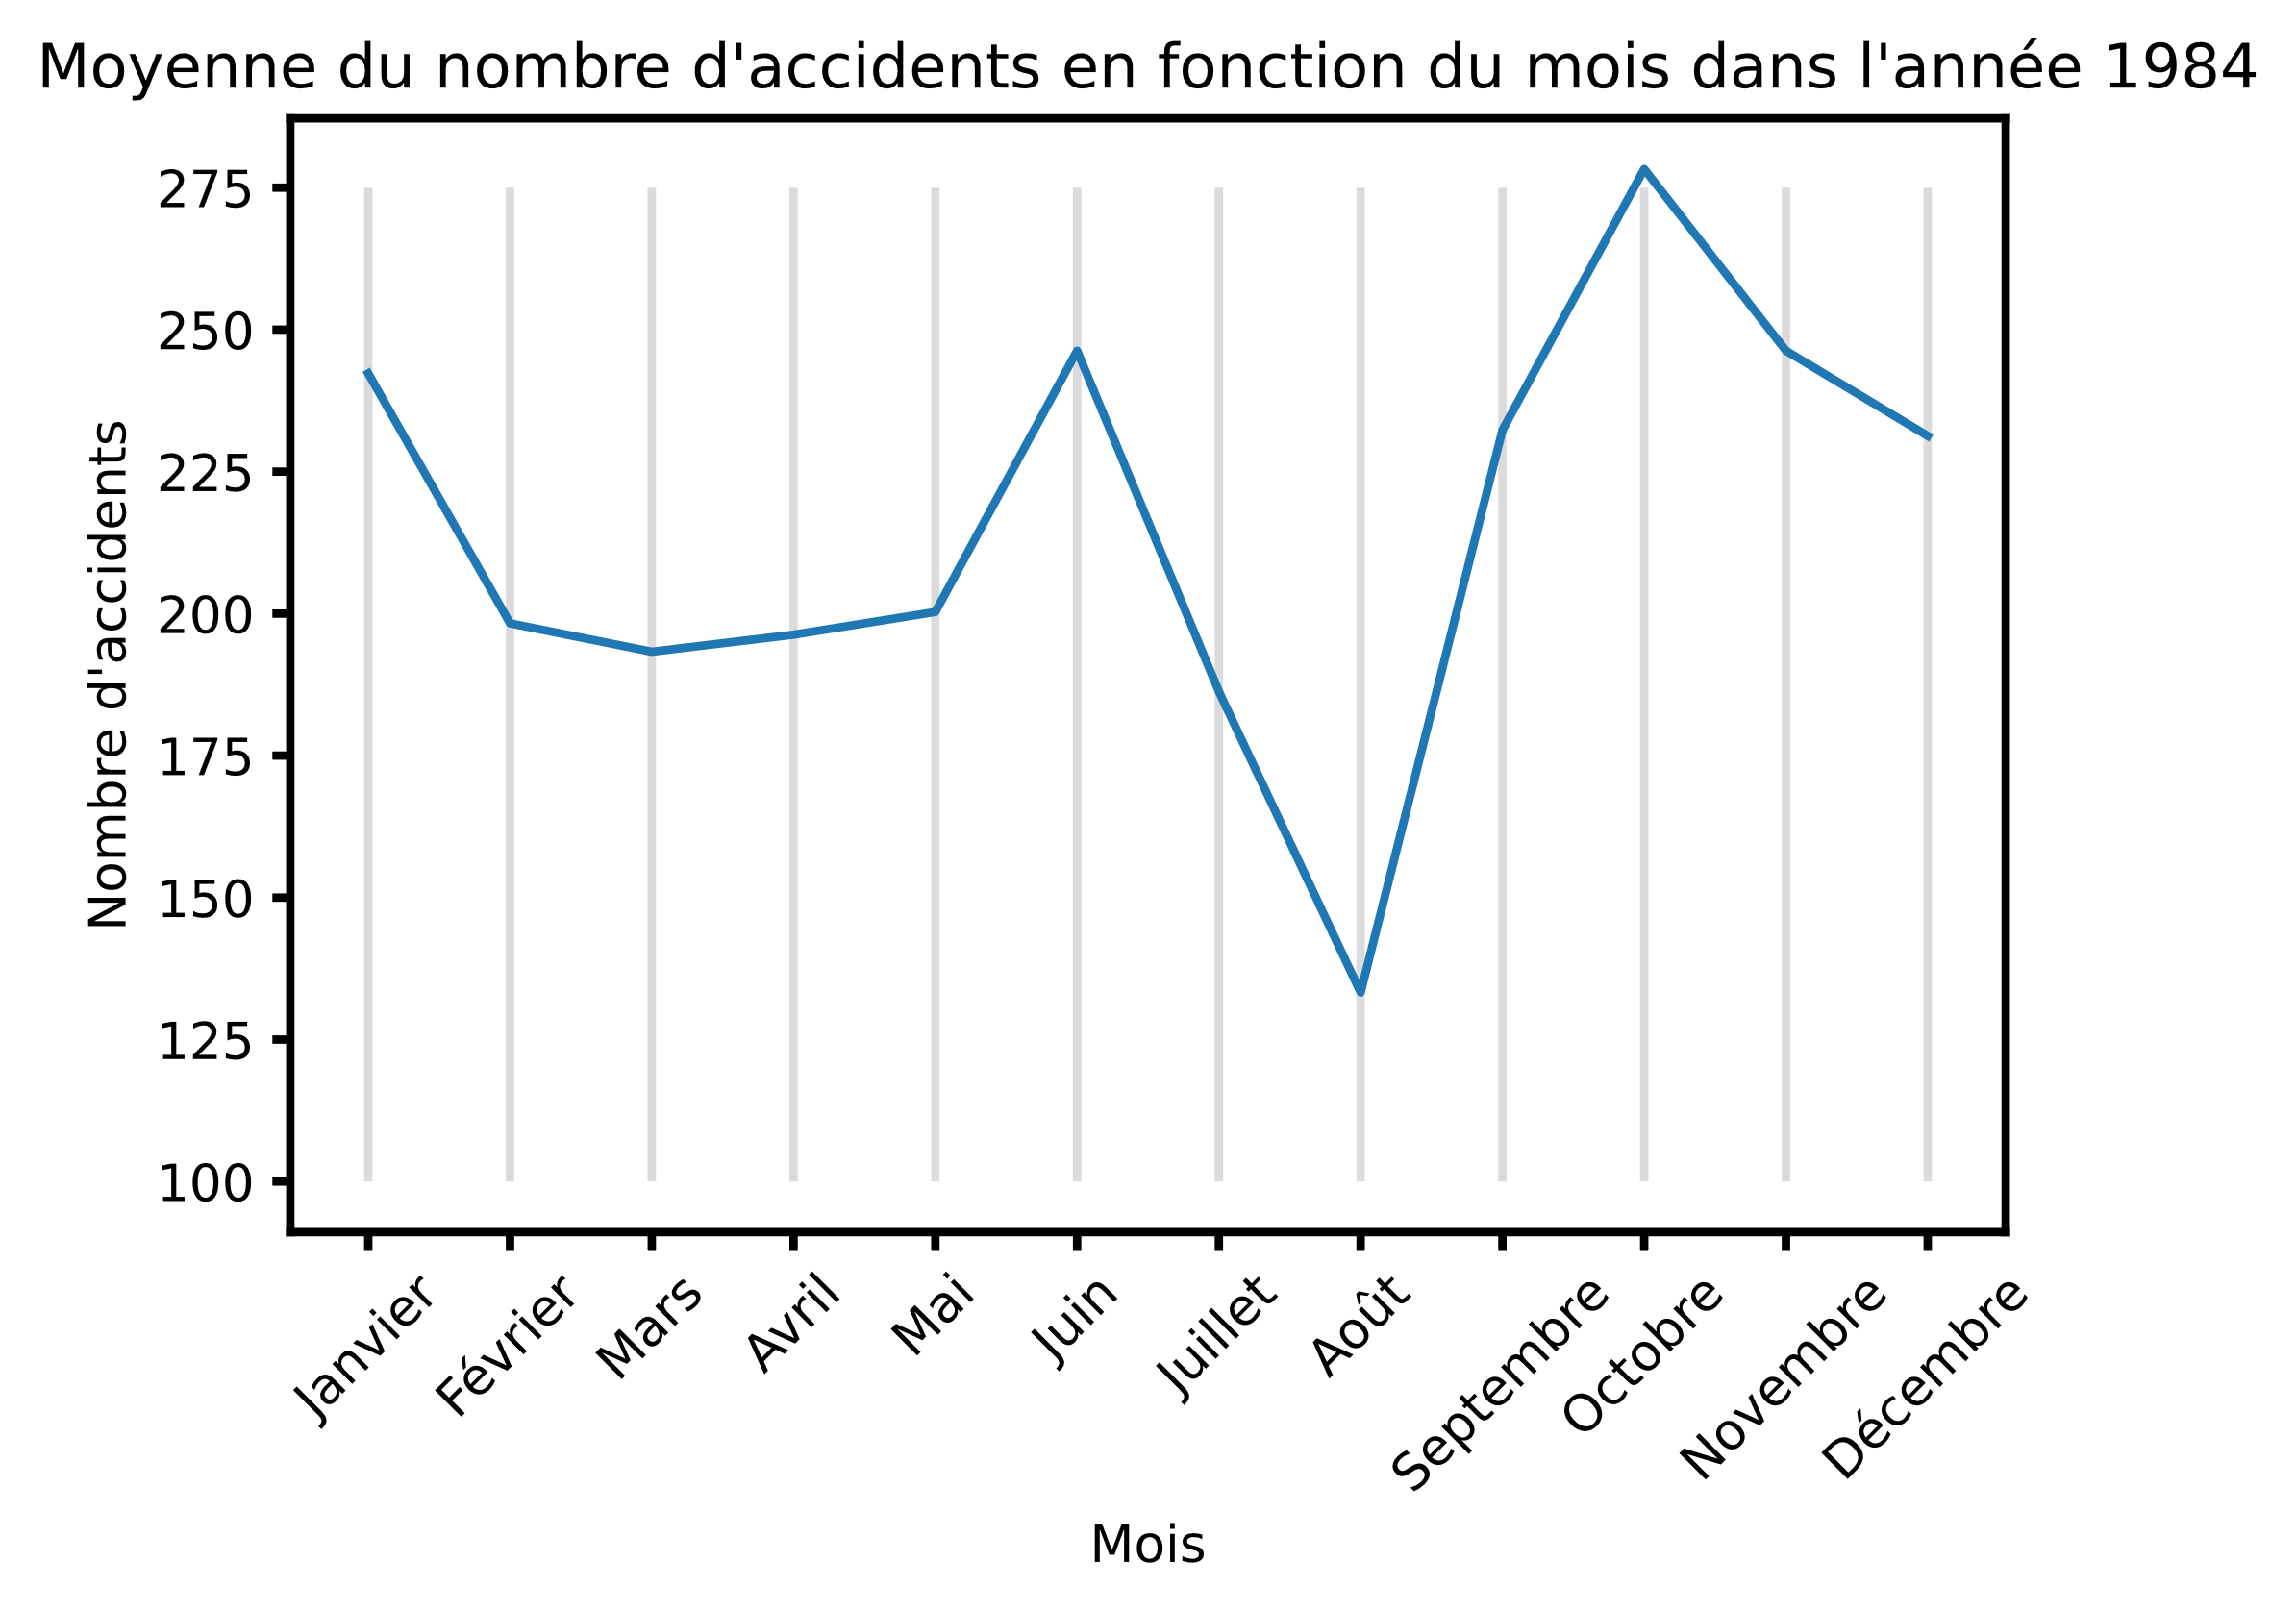 Moyenne du nombre d'accidents en fonction du mois dans l'année 1984
Nombre d'accidents
275
250
225
200
175
150
125
100
Janvier
Février
Mars
Avril
Mai
Juin
Juillet
Août
Septembre
Octobre
Novembre
Décembre
Mois